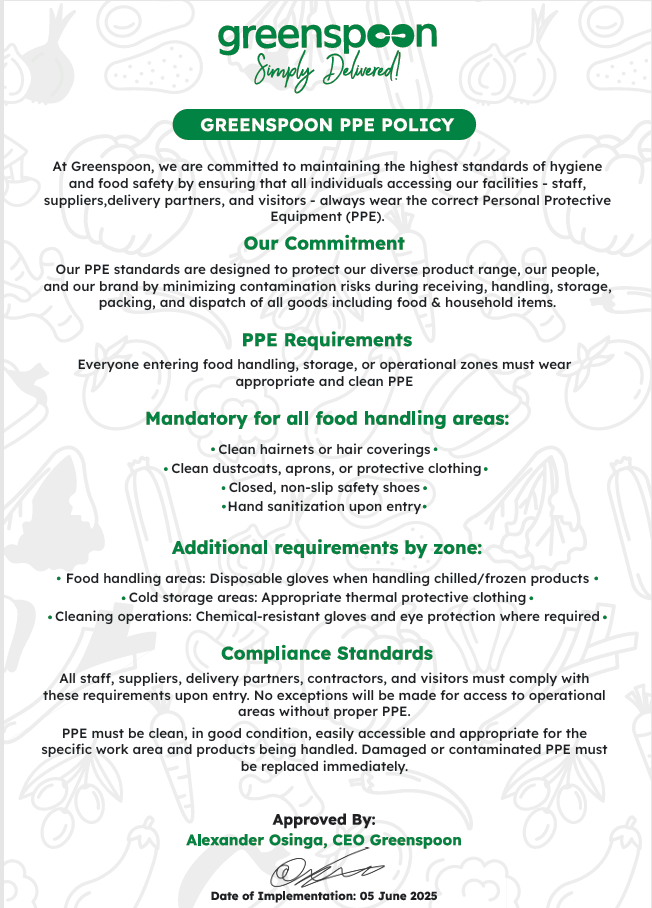 greenspoon
Simply Delivered!
GREENSPOON PPE POLICY
At Greenspoon, we are committed to maintaining the highest standards of hygiene
and food safety by ensuring that all individuals accessing our facilities - staff,
suppliers,delivery partners, and visitors - always wear the correct Personal Protective
Equipment (PPE).
Our Commitment
Our PPE standards are designed to protect our diverse product range, our people,
and our brand by minimizing contamination risks during receiving, handling, storage,
packing, and dispatch of all goods including food & household items.
PPE Requirements
Everyone entering food handling, storage, or operational zones must wear
appropriate and clean PPE
Mandatory for all food handling areas:
• Clean hairnets or hair coverings •
• Clean dustcoats, aprons, or protective clothing •
• Closed, non-slip safety shoes •
• Hand sanitization upon entry •
Additional requirements by zone:
• Food handling areas: Disposable gloves when handling chilled/frozen products •
• Cold storage areas: Appropriate thermal protective clothing •
• Cleaning operations: Chemical-resistant gloves and eye protection where required •
Compliance Standards
All staff, suppliers, delivery partners, contractors, and visitors must comply with
these requirements upon entry. No exceptions will be made for access to operational
areas without proper PPE.
PPE must be clean, in good condition, easily accessible and appropriate for the
specific work area and products being handled. Damaged or contaminated PPE must
be replaced immediately.
Approved By:
Alexander Osinga, CEO Greenspoon
Date of Implementation: 05 June 2025